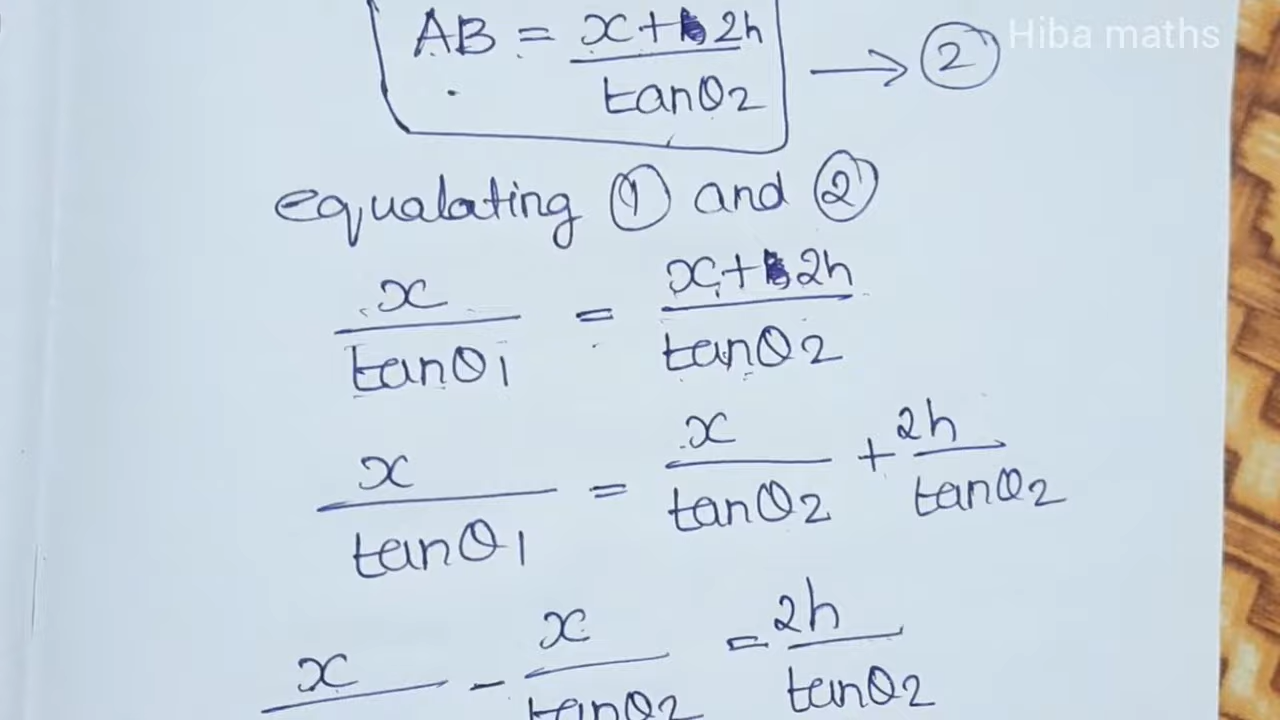 Hiba maths
AB = x+2h / tanθ2 → ②
equalating ① and ②
x / tanθ1 = x+2h / tanθ2
x / tanθ1 = x / tanθ2 + 2h / tanθ2
x - x / tanθ2 = 2h / tanθ2